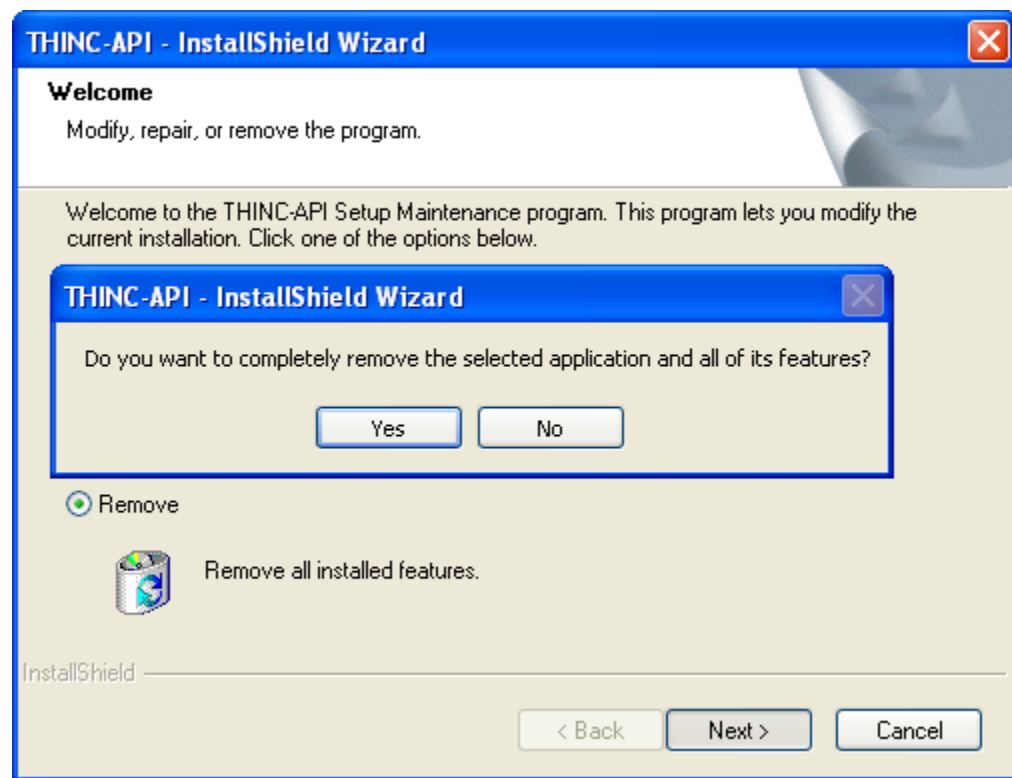 THINC-API - InstallShield Wizard
Welcome
Modify, repair, or remove the program.
Welcome to the THINC-API Setup Maintenance program. This program lets you modify the
current installation. Click one of the options below.
THINC-API - InstallShield Wizard
Do you want to completely remove the selected application and all of its features?
Yes No
Remove
Remove all installed features.
InstallShield
< Back Next > Cancel